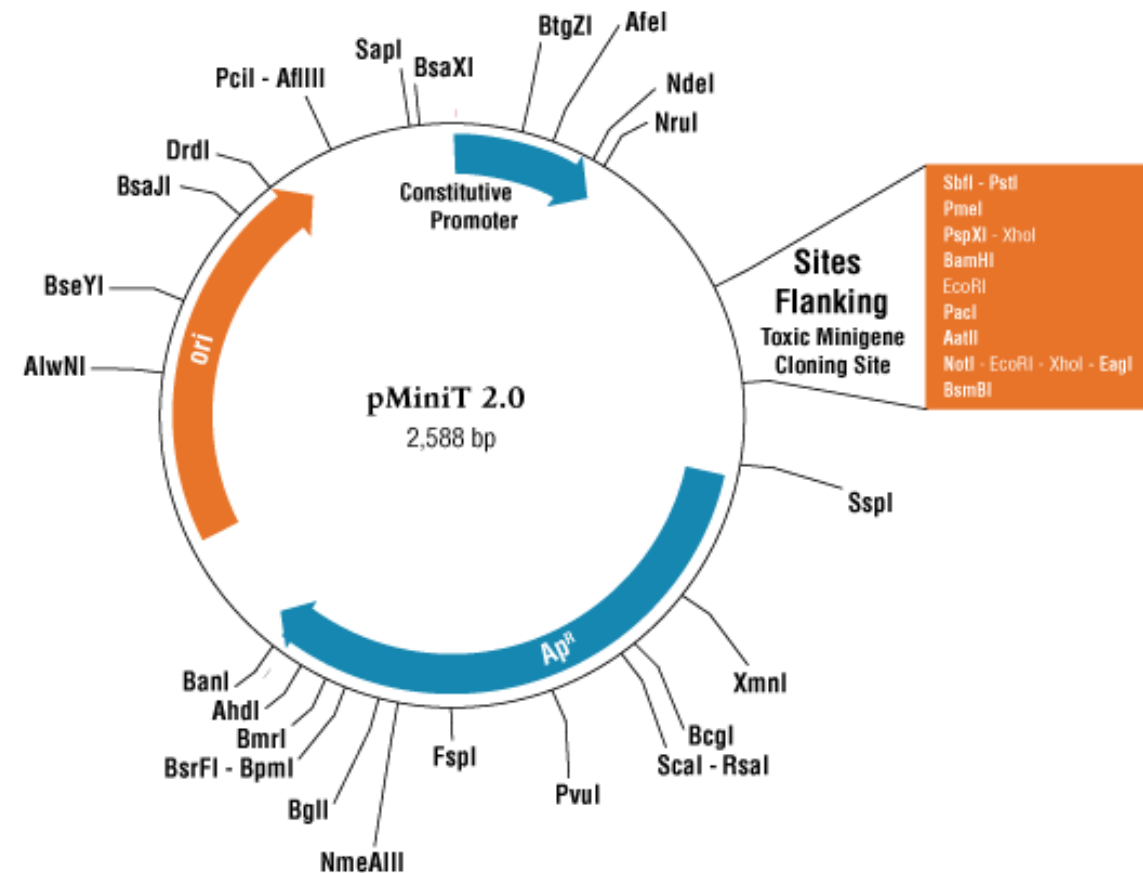 BtgZI
AfeI
SapI
BsaXI
PciI - AflIII
NdeI
NruI
DrdI
BsaJI
Constitutive
Promoter
SbfI - PstI
PmeI
PspXI - XhoI
BamHI
EcoRI
PacI
AatII
NotI - EcoRI - XhoI - EagI
BsmBI
Sites
Flanking
Toxic Minigene
Cloning Site
BseYI
ori
AlwNI
pMiniT 2.0
2,588 bp
SspI
ApR
XmnI
BanI
AhdI
BmrI
BsrFI - BpmI
BglI
NmeAIII
FspI
PvuI
BcgI
ScaI - RsaI